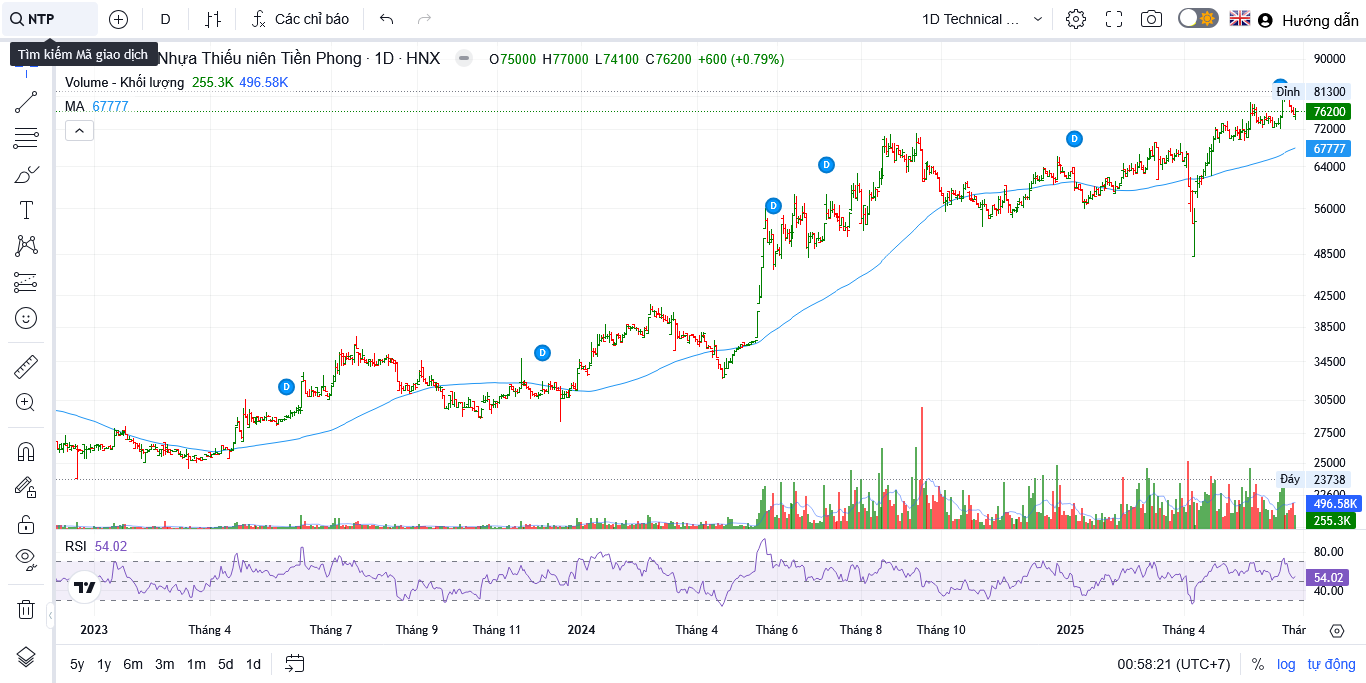 NTP D Các chỉ báo 1D Technical ... Hướng dẫn
Tìm kiếm Mã giao dịch
Nhựa Thiếu niên Tiền Phong · 1D · HNX O75000 H77000 L74100 C76200 +600 (+0.79%)
Volume - Khối lượng 255.3K 496.58K
MA 67777
90000
Đỉnh 81300
76200
72000
67777
64000
56000
48500
42500
38500
34500
30500
27500
25000
Đáy 23738
22600
496.58K
255.3K
D
D
D
D
D
RSI 54.02
80.00
54.02
40.00
2023 Tháng 4 Tháng 7 Tháng 9 Tháng 11 2024 Tháng 4 Tháng 6 Tháng 8 Tháng 10 2025 Tháng 4 Thár
5y 1y 6m 3m 1m 5d 1d 00:58:21 (UTC+7) % log tự động